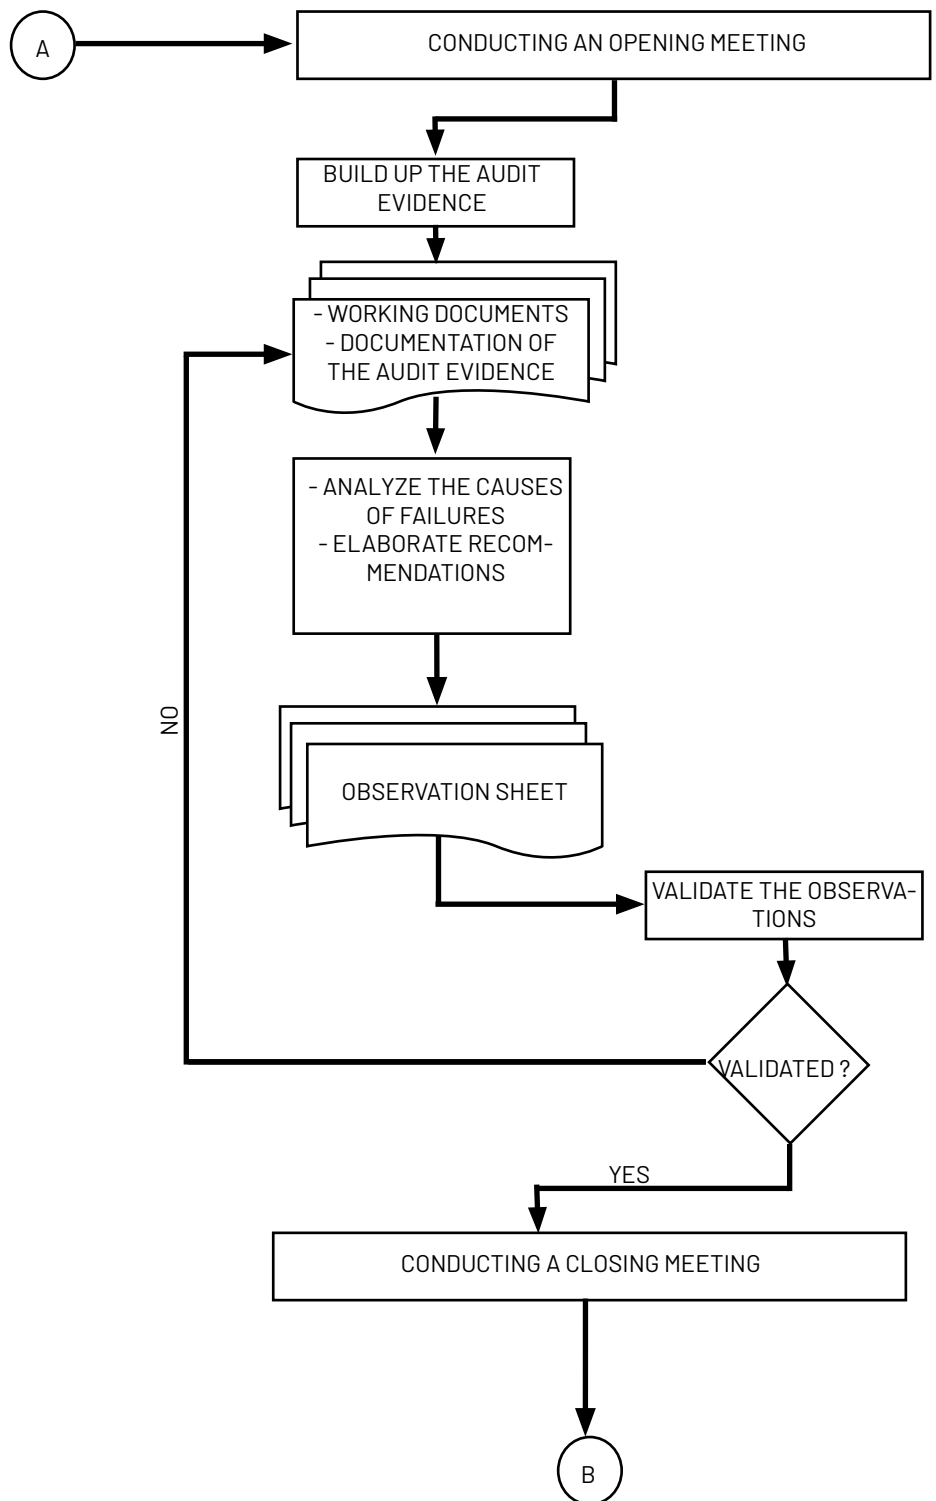 A
CONDUCTING AN OPENING MEETING
BUILD UP THE AUDIT
EVIDENCE
- WORKING DOCUMENTS
- DOCUMENTATION OF
THE AUDIT EVIDENCE
- ANALYZE THE CAUSES
OF FAILURES
- ELABORATE RECOM-
MENDATIONS
NO
OBSERVATION SHEET
VALIDATE THE OBSERVA-
TIONS
VALIDATED ?
YES
CONDUCTING A CLOSING MEETING
B